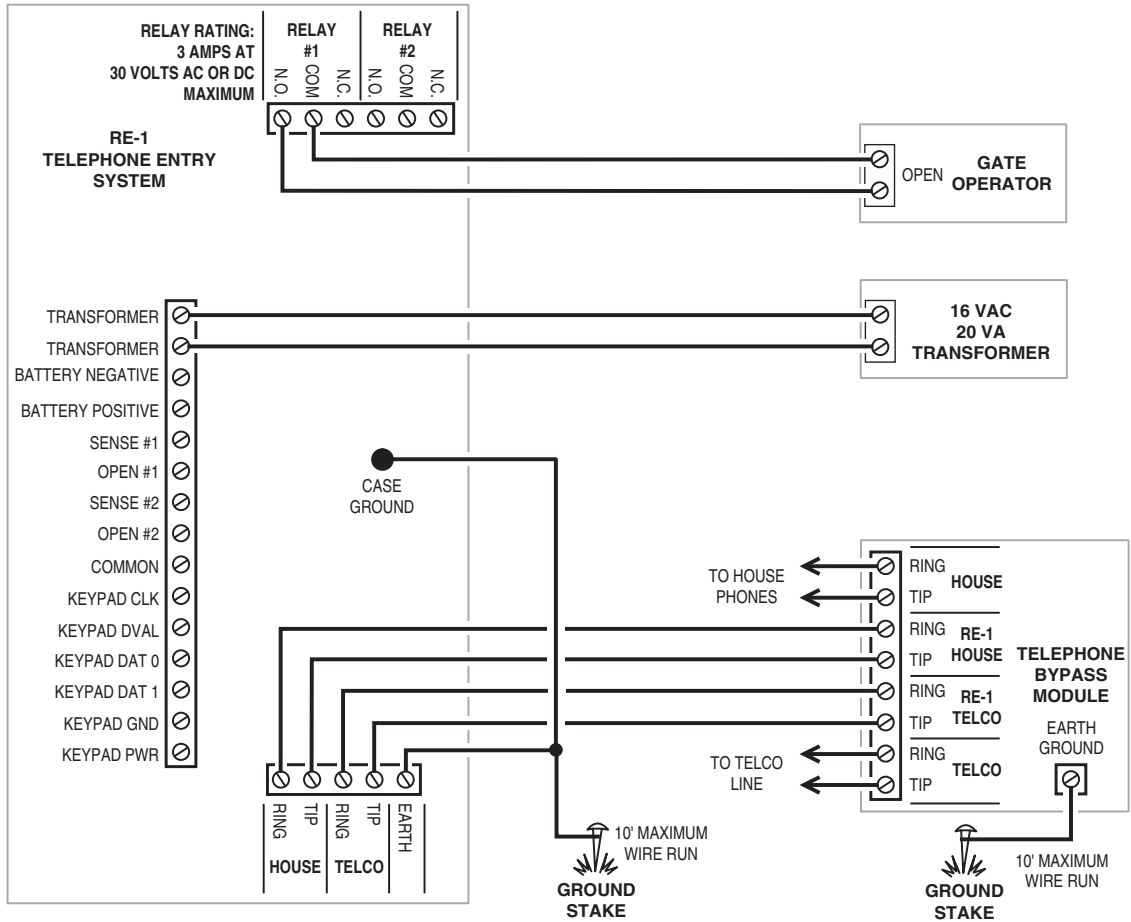 RELAY RATING:
3 AMPS AT
30 VOLTS AC OR DC
MAXIMUM
RELAY
#1
RELAY
#2
N.O.
COM
N.C.
N.O.
COM
N.C.
RE-1
TELEPHONE ENTRY
SYSTEM
OPEN
GATE
OPERATOR
TRANSFORMER
TRANSFORMER
BATTERY NEGATIVE
BATTERY POSITIVE
SENSE #1
OPEN #1
SENSE #2
OPEN #2
COMMON
KEYPAD CLK
KEYPAD DVAL
KEYPAD DAT 0
KEYPAD DAT 1
KEYPAD GND
KEYPAD PWR
16 VAC
20 VA
TRANSFORMER
CASE
GROUND
TO HOUSE
PHONES
RING
TIP
HOUSE
RING
TIP
RE-1
HOUSE
RING
TIP
RE-1
TELCO
RING
TIP
TELCO
TELEPHONE
BYPASS
MODULE
EARTH
GROUND
TO TELCO
LINE
RING
TIP
RING
TIP
EARTH
HOUSE
TELCO
10' MAXIMUM
WIRE RUN
GROUND
STAKE
10' MAXIMUM
WIRE RUN
GROUND
STAKE